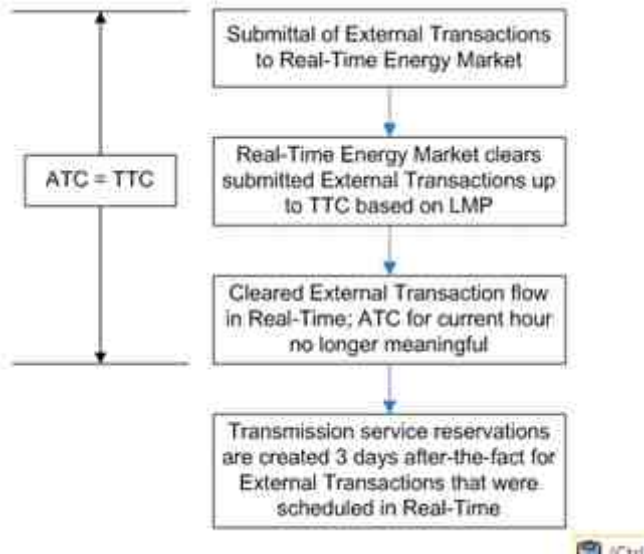 Submittal of External Transactions
to Real-Time Energy Market
ATC = TTC
Real-Time Energy Market clears
submitted External Transactions up
to TTC based on LMP
Cleared External Transaction flow
in Real-Time; ATC for current hour
no longer meaningful
Transmission service reservations
are created 3 days after-the-fact for
External Transactions that were
scheduled in Real-Time